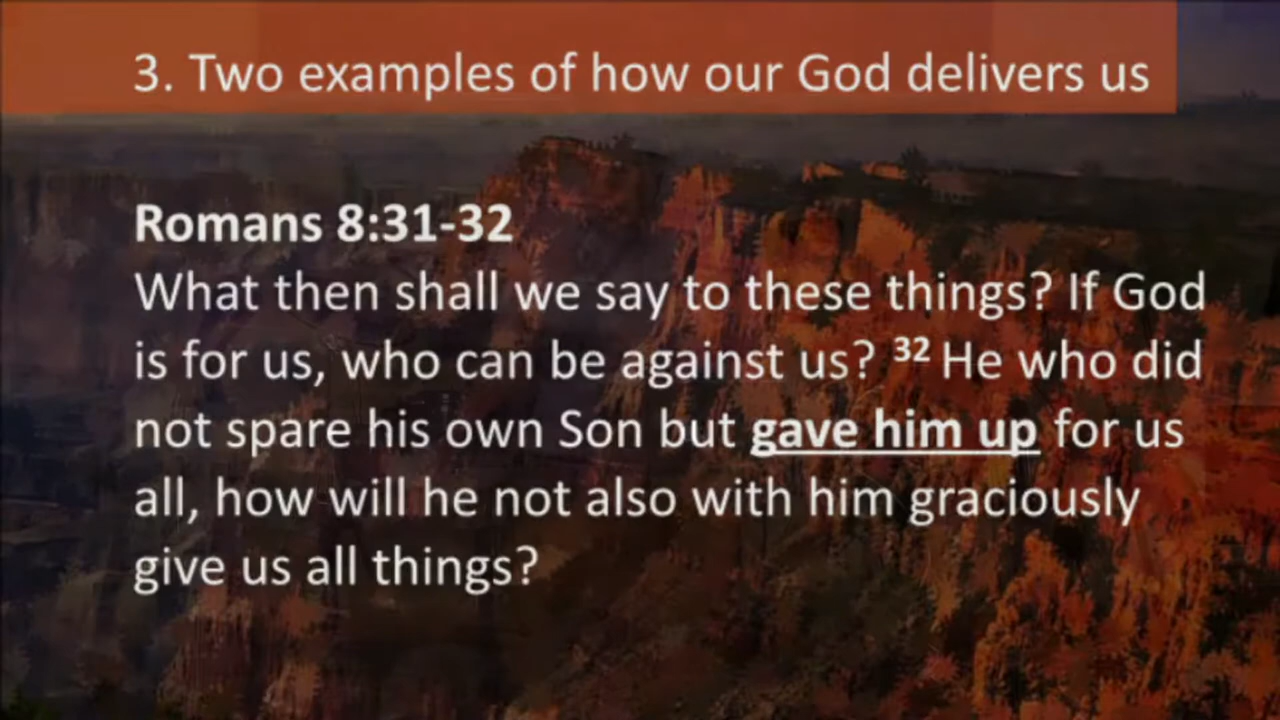 3. Two examples of how our God delivers us
Romans 8:31-32
What then shall we say to these things? If God
is for us, who can be against us? ³² He who did
not spare his own Son but gave him up for us
all, how will he not also with him graciously
give us all things?